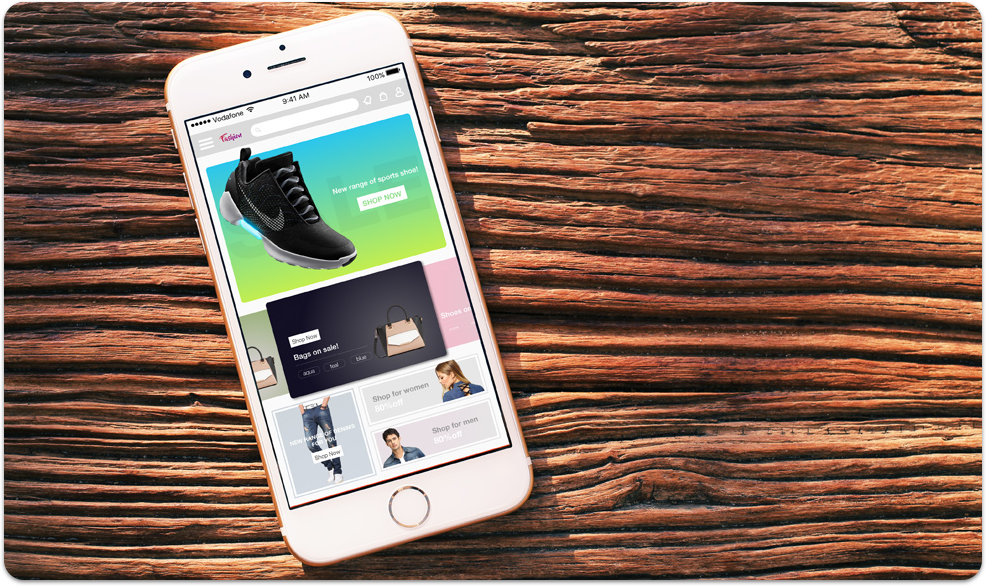 Vodafone
9:41 AM
100%
Fashion
New range of sports shoe!
SHOP NOW
Shop Now
Bags on sale!
aqua
teal
blue
Shoes on
Shop for women
80%off
NEW RANGE OF DENIMS
FOR YOU
Shop Now
Shop for men
90%off